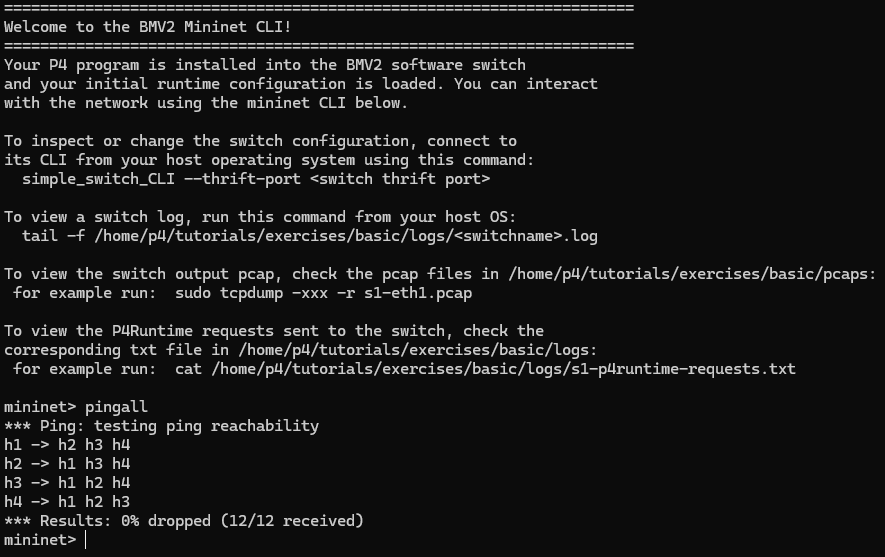 ======================================================================
Welcome to the BMV2 Mininet CLI!
======================================================================
Your P4 program is installed into the BMV2 software switch
and your initial runtime configuration is loaded. You can interact
with the network using the mininet CLI below.

To inspect or change the switch configuration, connect to
its CLI from your host operating system using this command:
  simple_switch_CLI --thrift-port <switch thrift port>

To view a switch log, run this command from your host OS:
  tail -f /home/p4/tutorials/exercises/basic/logs/<switchname>.log

To view the switch output pcap, check the pcap files in /home/p4/tutorials/exercises/basic/pcaps:
 for example run:  sudo tcpdump -xxx -r s1-eth1.pcap

To view the P4Runtime requests sent to the switch, check the
corresponding txt file in /home/p4/tutorials/exercises/basic/logs:
 for example run:  cat /home/p4/tutorials/exercises/basic/logs/s1-p4runtime-requests.txt

mininet> pingall
*** Ping: testing ping reachability
h1 -> h2 h3 h4
h2 -> h1 h3 h4
h3 -> h1 h2 h4
h4 -> h1 h2 h3
*** Results: 0% dropped (12/12 received)
mininet>